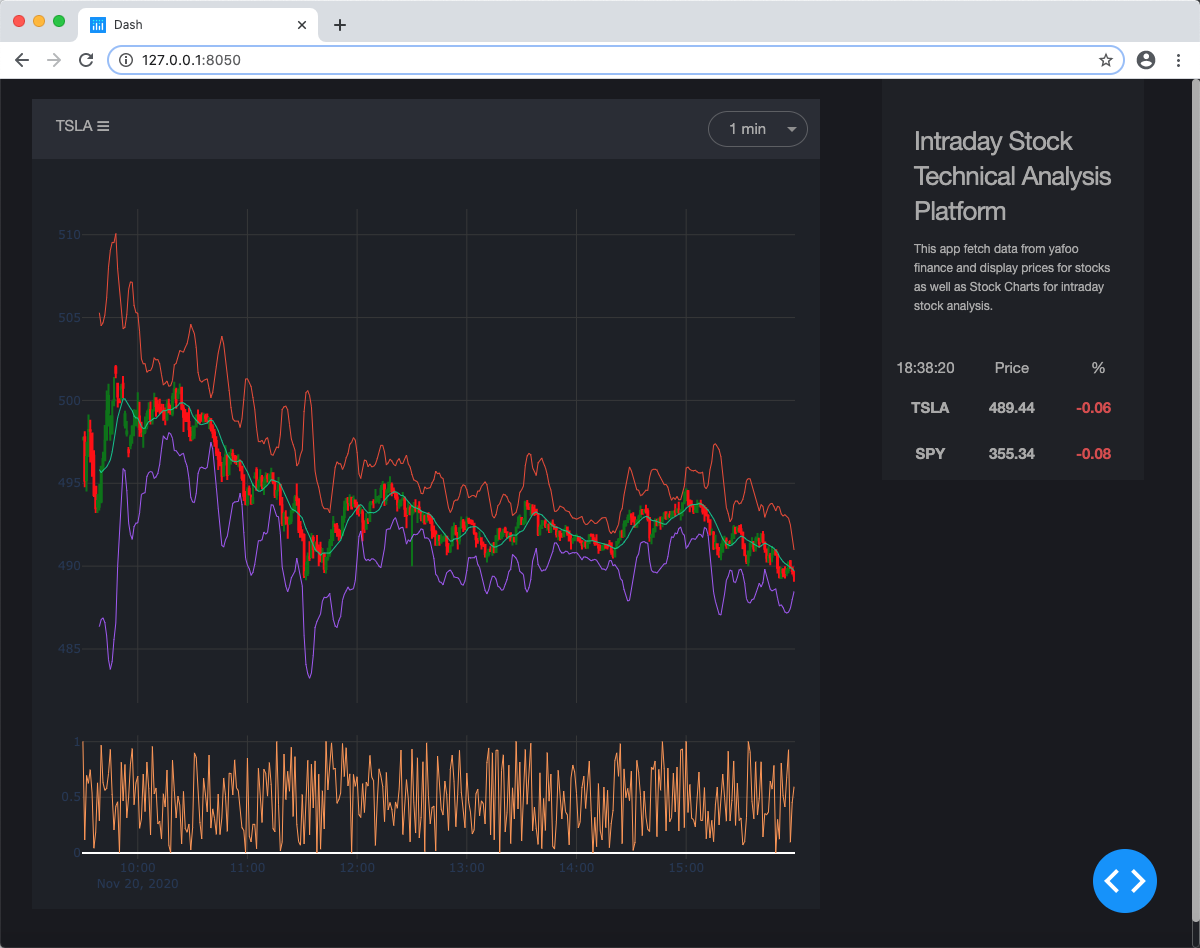 Dash
127.0.0.1:8050
TSLA
1 min
510
505
500
495
490
485
1
0.5
0
10:00 11:00 12:00 13:00 14:00 15:00
Nov 20, 2020
Intraday Stock
Technical Analysis
Platform
This app fetch data from yafoo
finance and display prices for stocks
as well as Stock Charts for intraday
stock analysis.
18:38:20 Price %
TSLA 489.44 -0.06
SPY 355.34 -0.08